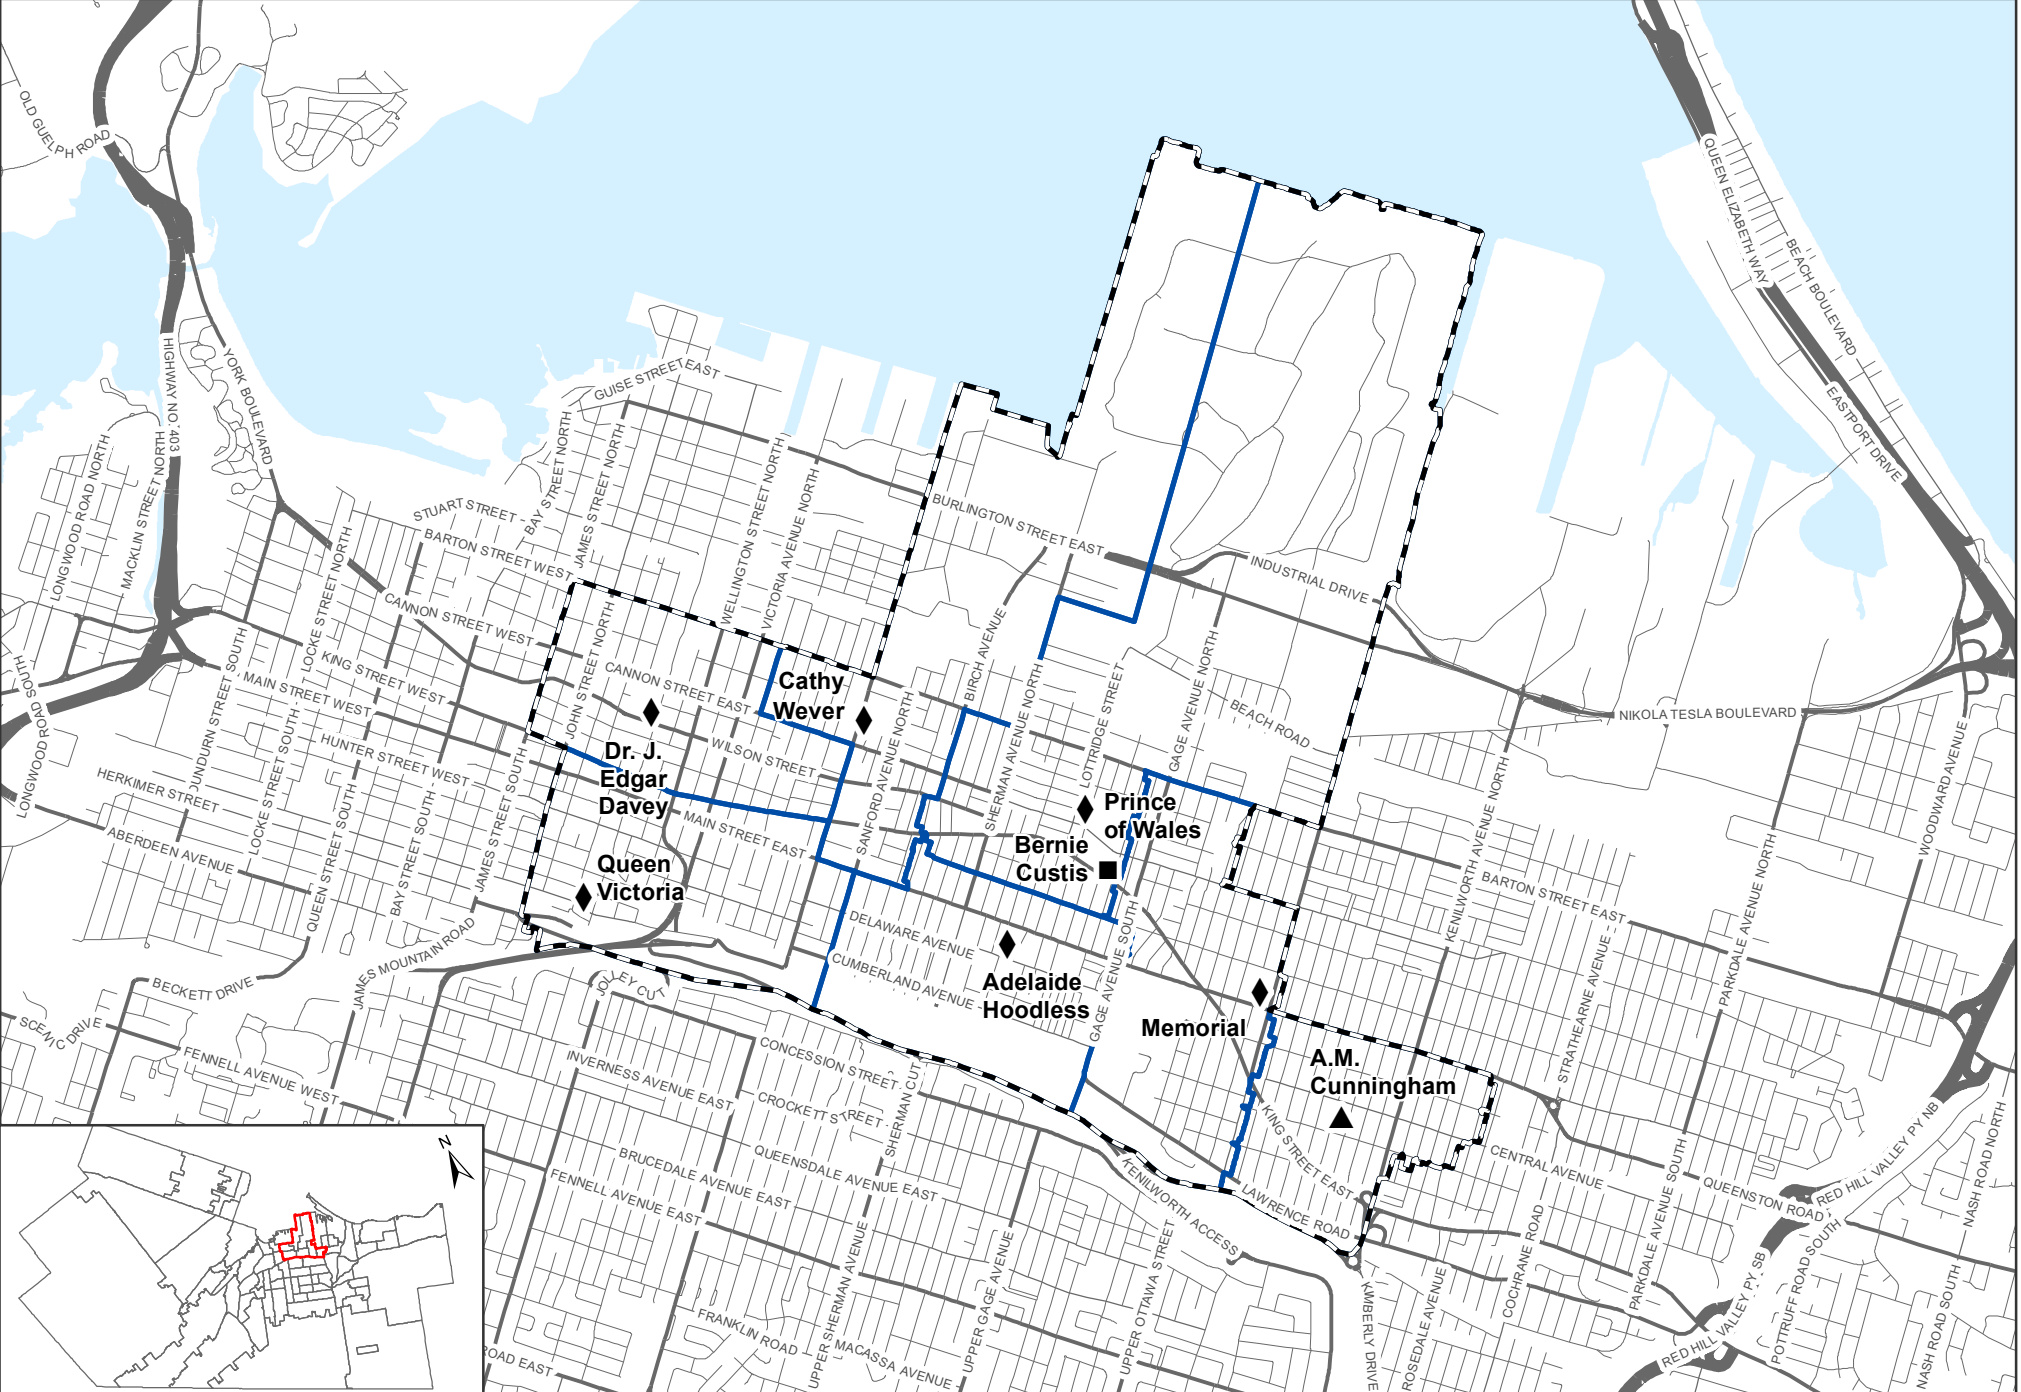 OLD GUELPH ROAD
HIGHWAY NO. 403
YORK BOULEVARD
QUEEN ELIZABETH WAY
BEACH BOULEVARD
EASTPORT DRIVE
GUISE STREET EAST
LONGWOOD ROAD NORTH
MACKLIN STREET NORTH
STUART STREET
BARTON STREET WEST
BAY STREET NORTH
JAMES STREET NORTH
WELLINGTON STREET NORTH
VICTORIA AVENUE NORTH
BURLINGTON STREET EAST
INDUSTRIAL DRIVE
NIKOLA TESLA BOULEVARD
CANNON STREET WEST
LOCKE STREET NORTH
JOHN STREET NORTH
CANNON STREET EAST
KING STREET WEST
MAIN STREET WEST
HUNTER STREET WEST
HERKIMER STREET
ABERDEEN AVENUE
LONGWOOD ROAD SOUTH
DUNDURN STREET SOUTH
LOCKE STREET SOUTH
QUEEN STREET SOUTH
BAY STREET SOUTH
JAMES STREET SOUTH
Cathy
Wever
WILSON STREET
Dr. J.
Edgar
Davey
MAIN STREET EAST
Queen
Victoria
SANFORD AVENUE NORTH
BIRCH AVENUE
SHERMAN AVENUE NORTH
LOTTRIDGE STREET
GAGE AVENUE NORTH
BEACH ROAD
Prince
of Wales
Bernie
Custis
DELAWARE AVENUE
CUMBERLAND AVENUE
Adelaide
Hoodless
GAGE AVENUE SOUTH
Memorial
A.M.
Cunningham
KENILWORTH AVENUE NORTH
BARTON STREET EAST
WOODWARD AVENUE
PARKDALE AVENUE NORTH
STRATHEARNE AVENUE
JAMES MOUNTAIN ROAD
BECKETT DRIVE
SCENIC DRIVE
FENNELL AVENUE WEST
JOLLEY CUT
INVERNESS AVENUE EAST
CONCESSION STREET
CROCKETT STREET
SHERMAN CUT
BRUCEDALE AVENUE EAST
QUEENSDALE AVENUE EAST
FENNELL AVENUE EAST
KENILWORTH ACCESS
KING STREET EAST
LAWRENCE ROAD
CENTRAL AVENUE
QUEENSTON ROAD
RED HILL VALLEY PY NB
RED HILL VALLEY PY SB
NASH ROAD NORTH
NASH ROAD SOUTH
POTTRUFF ROAD SOUTH
PARKDALE AVENUE SOUTH
COCHRANE ROAD
ROSEDALE AVENUE
KIMBERLY DRIVE
UPPER OTTAWA STREET
UPPER GAGE AVENUE
UPPER SHERMAN AVENUE
FRANKLIN ROAD
MACASSA AVENUE
ROAD EAST
N